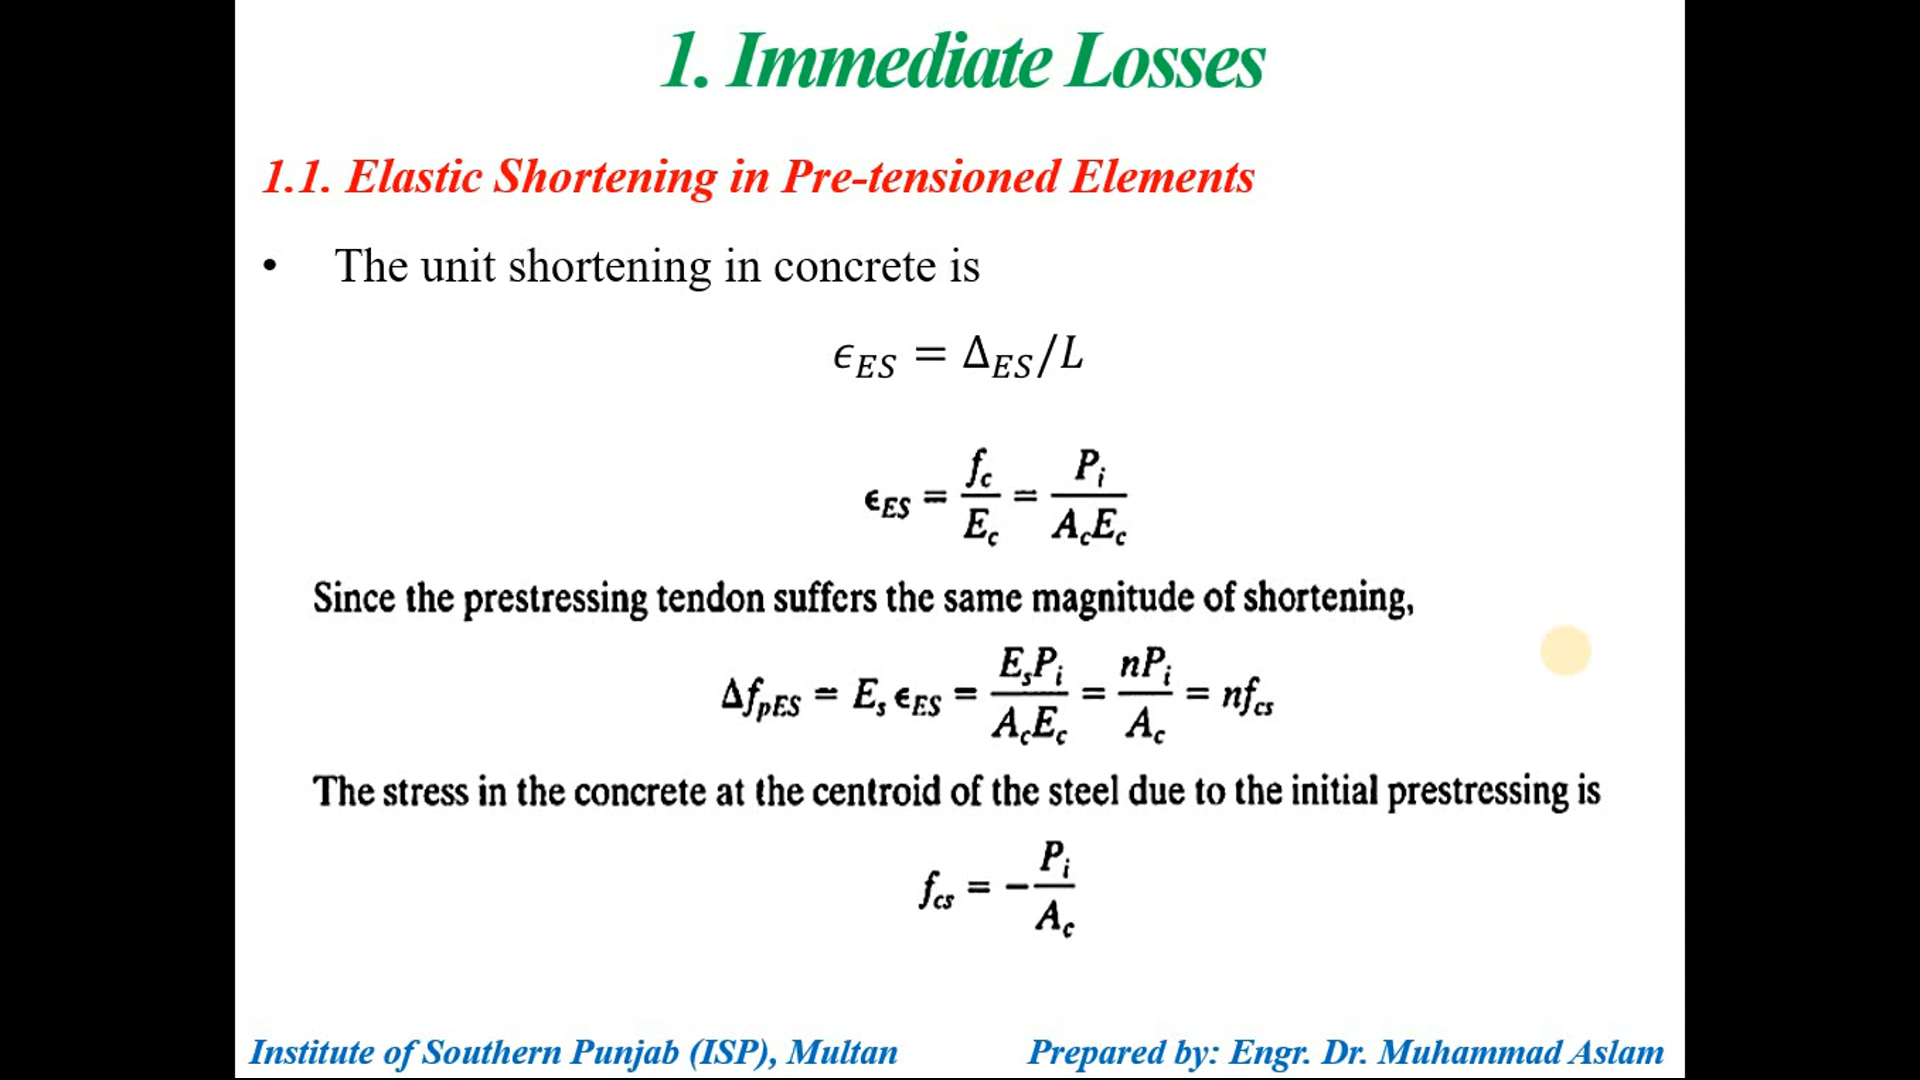 1. Immediate Losses
1.1. Elastic Shortening in Pre-tensioned Elements
• The unit shortening in concrete is
ϵ_ES = Δ_ES/L
ϵ_ES = f_c/E_c = P_i/A_cE_c
Since the prestressing tendon suffers the same magnitude of shortening,
Δf_pES = E_s ϵ_ES = E_sP_i/A_cE_c = nP_i/A_c = nf_cs
The stress in the concrete at the centroid of the steel due to the initial prestressing is
f_cs = -P_i/A_c
Institute of Southern Punjab (ISP), Multan Prepared by: Engr. Dr. Muhammad Aslam